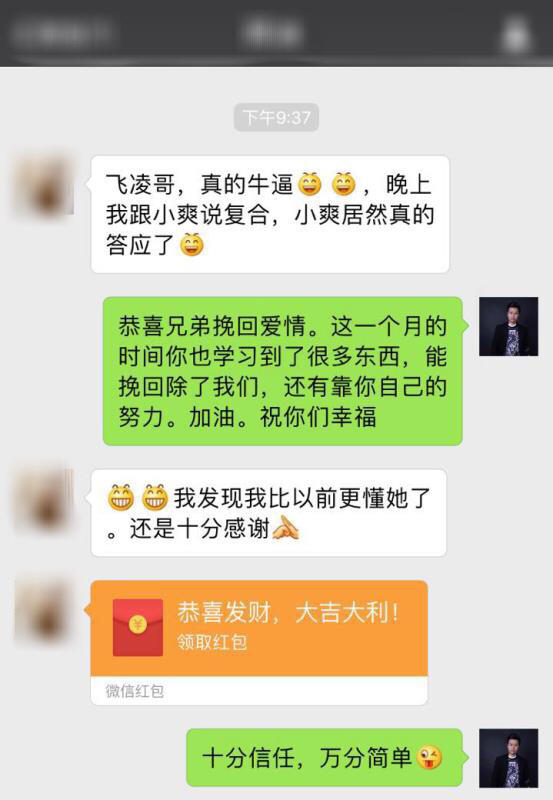 下午9:37
飞凌哥，真的牛逼😄 😄 ，晚上
我跟小爽说复合，小爽居然真的
答应了😄
恭喜兄弟挽回爱情。这一个月的
时间你也学习到了很多东西，能
挽回除了我们，还有靠你自己的
努力。加油。祝你们幸福
😁 😁我发现我比以前更懂她了
。还是十分感谢🙏
恭喜发财，大吉大利！
领取红包
微信红包
十分信任，万分简单😜